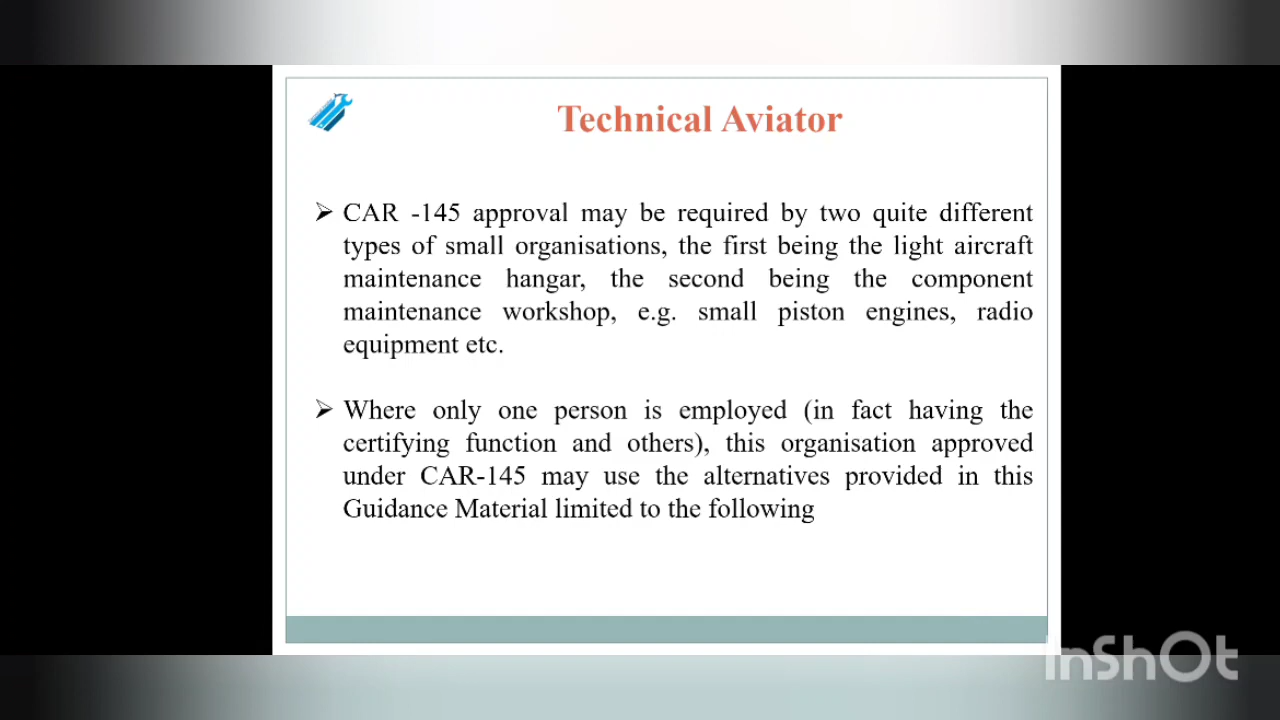 Technical Aviator
➢ CAR -145 approval may be required by two quite different
types of small organisations, the first being the light aircraft
maintenance hangar, the second being the component
maintenance workshop, e.g. small piston engines, radio
equipment etc.
➢ Where only one person is employed (in fact having the
certifying function and others), this organisation approved
under CAR-145 may use the alternatives provided in this
Guidance Material limited to the following
InShOt